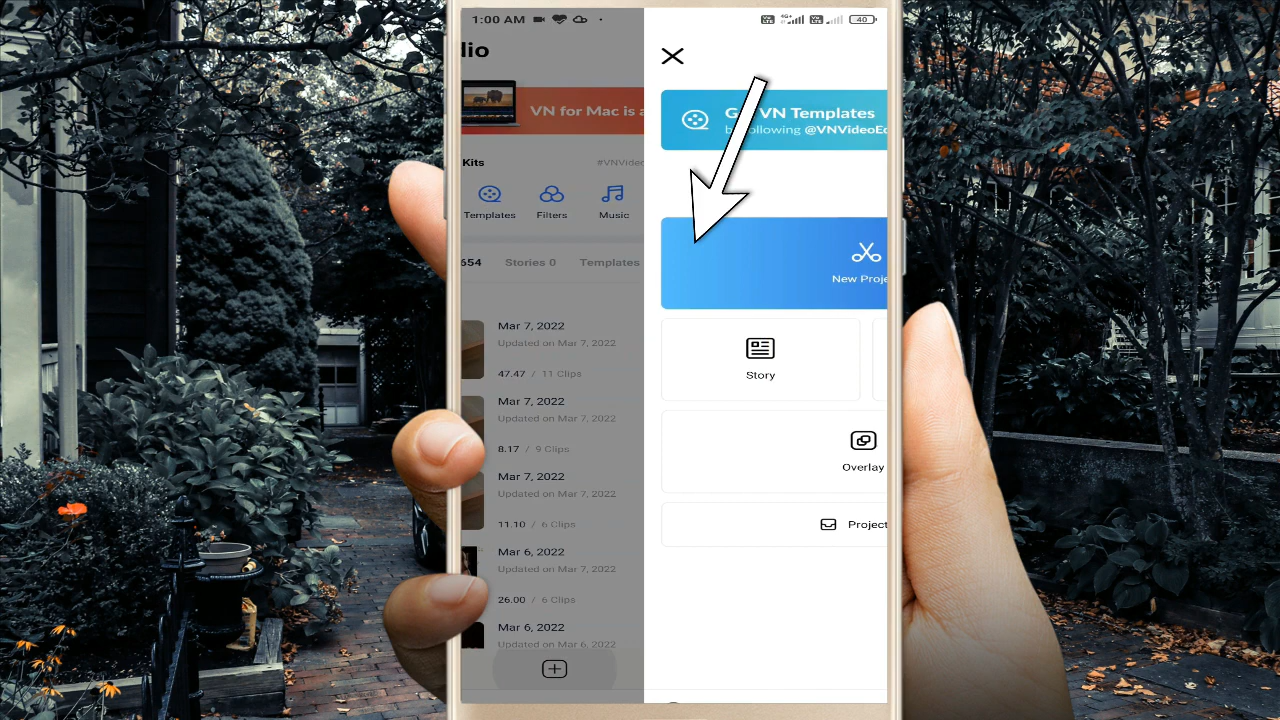 1:00 AM
40
dio
VN for Mac is a
Kits
#VNVideo
Templates
Filters
Music
654
Stories 0
Templates
Mar 7, 2022
Updated on Mar 7, 2022
47.47 / 11 Clips
Mar 7, 2022
Updated on Mar 7, 2022
8.17 / 9 Clips
Mar 7, 2022
Updated on Mar 7, 2022
11.10 / 6 Clips
Mar 6, 2022
Updated on Mar 7, 2022
26.00 / 6 Clips
Mar 6, 2022
Updated on Mar 6, 2022
VN Templates
by following @VNVideoEd
New Proje
Story
Overlay
Project